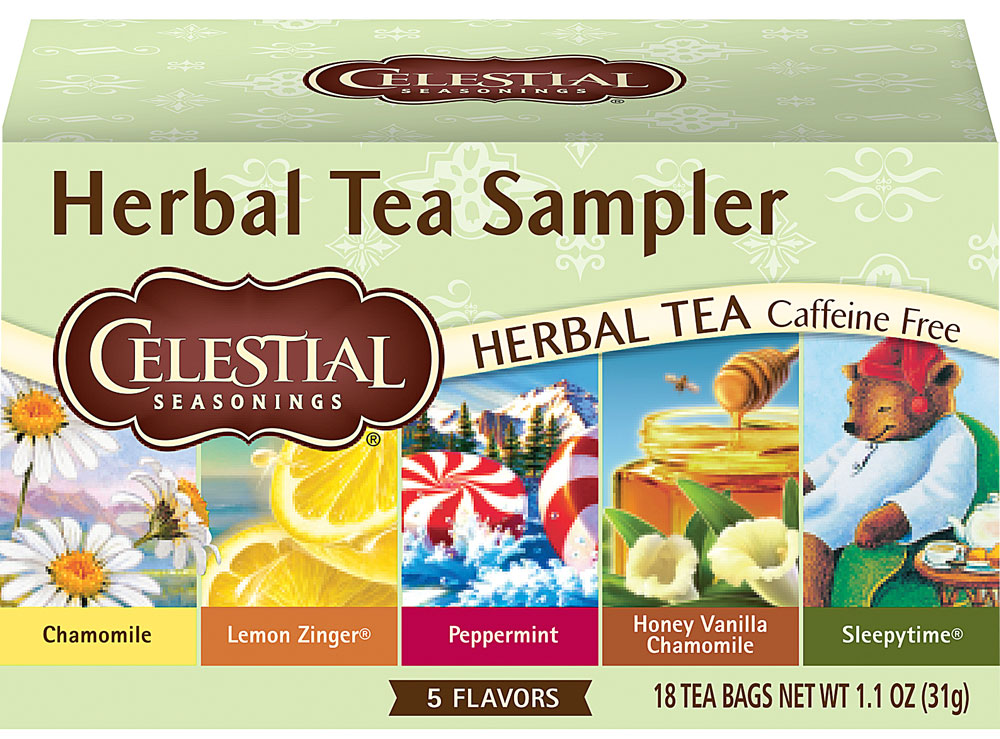 CELESTIAL
SEASONINGS
®
Herbal Tea Sampler
CELESTIAL
SEASONINGS
®
HERBAL TEA Caffeine Free
Chamomile
Lemon Zinger®
Peppermint
Honey Vanilla
Chamomile
Sleepytime®
5 FLAVORS
18 TEA BAGS NET WT 1.1 OZ (31g)